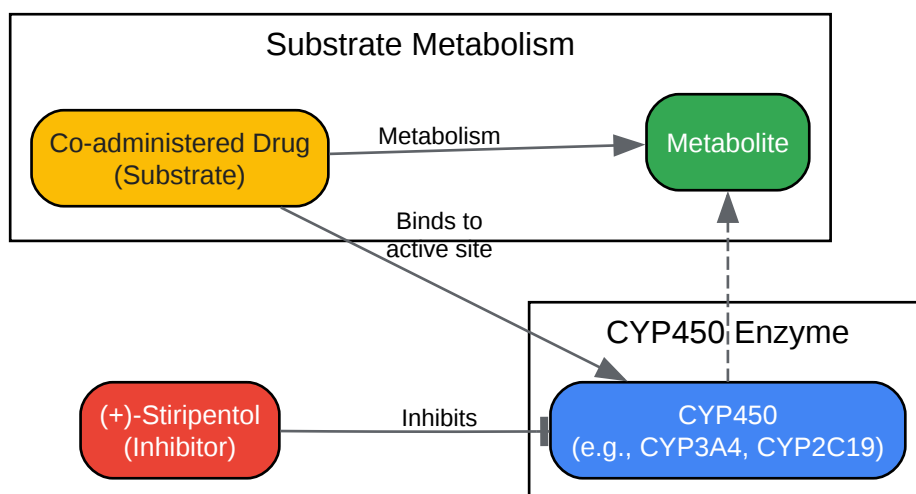 Substrate Metabolism
Co-administered Drug
(Substrate)
Metabolism
Metabolite
Binds to
active site
CYP450 Enzyme
(+)-Stiripentol
(Inhibitor)
Inhibits
CYP450
(e.g., CYP3A4, CYP2C19)